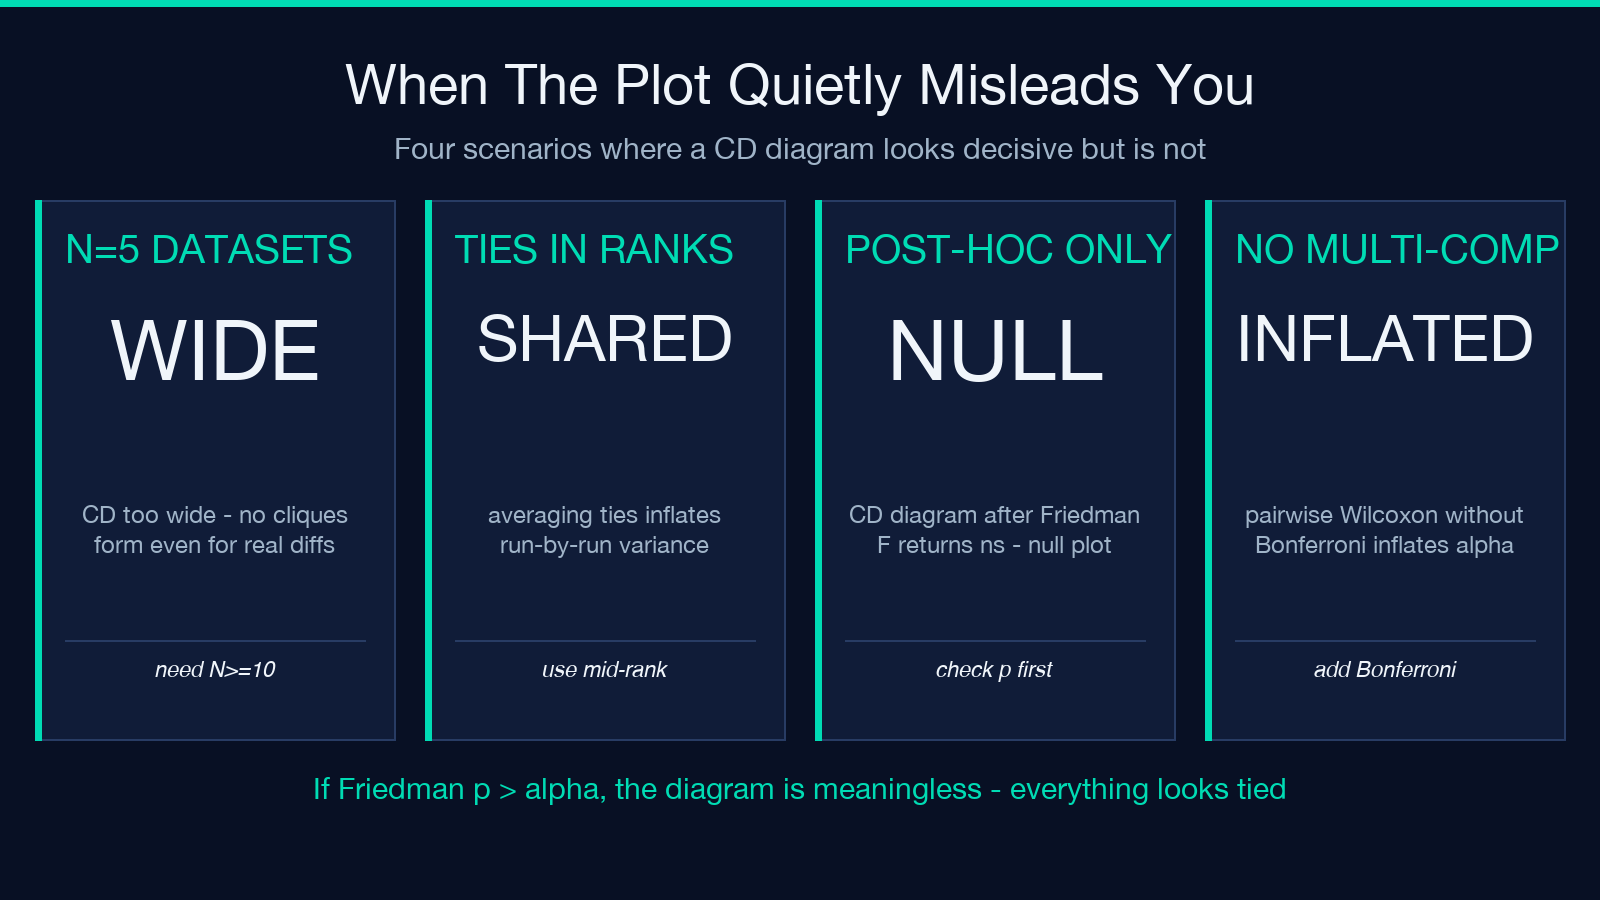 When The Plot Quietly Misleads You
Four scenarios where a CD diagram looks decisive but is not
N=5 DATASETS
WIDE
CD too wide - no cliques
form even for real diffs
need N>=10
TIES IN RANKS
SHARED
averaging ties inflates
run-by-run variance
use mid-rank
POST-HOC ONLY
NULL
CD diagram after Friedman
F returns ns - null plot
check p first
NO MULTI-COMP
INFLATED
pairwise Wilcoxon without
Bonferroni inflates alpha
add Bonferroni
If Friedman p > alpha, the diagram is meaningless - everything looks tied